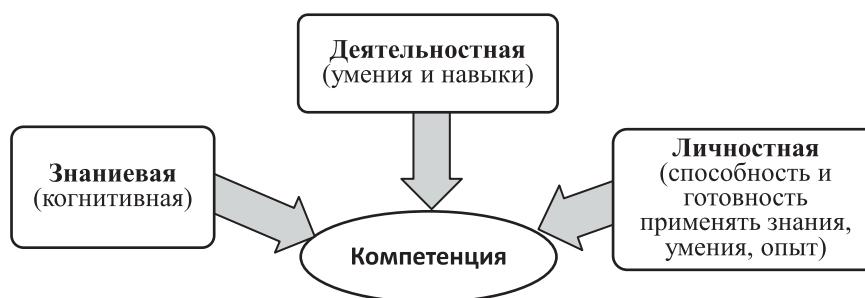 Деятельностная
(умения и навыки)
Знаниевая
(когнитивная)
Личностная
(способность и
готовность
применять знания,
умения, опыт)
Компетенция